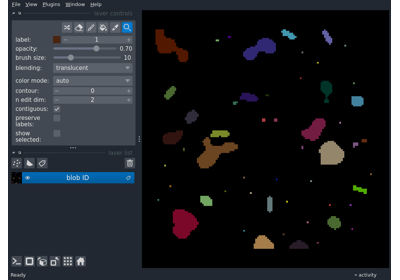 File View Plugins Window Help
layer controls
label: 1
opacity: 0.70
brush size: 10
blending: translucent
color mode: auto
contour: 0
n edit dim: 2
contiguous:
preserve
labels:
show
selected:
layer list
blob ID
Ready
activity